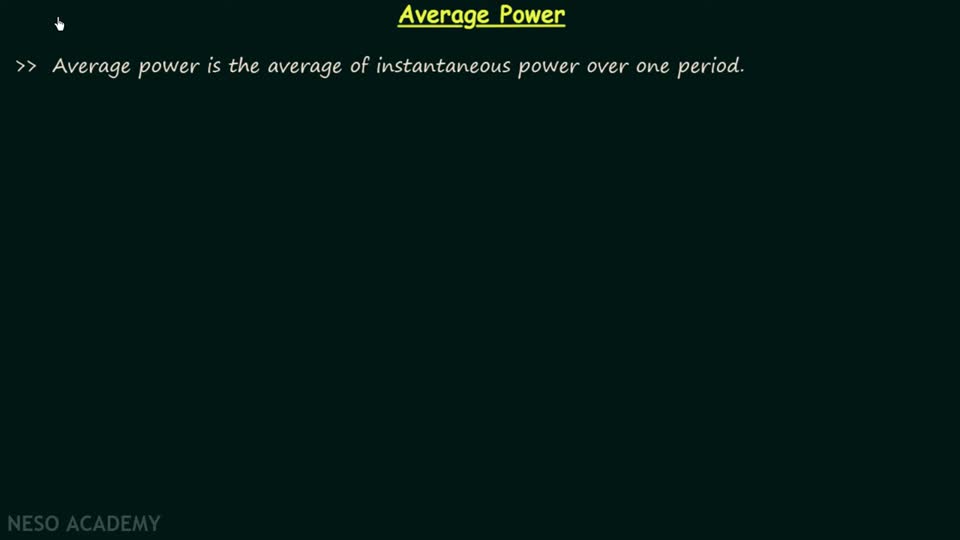 Average Power
>> Average power is the average of instantaneous power over one period.
NESO ACADEMY